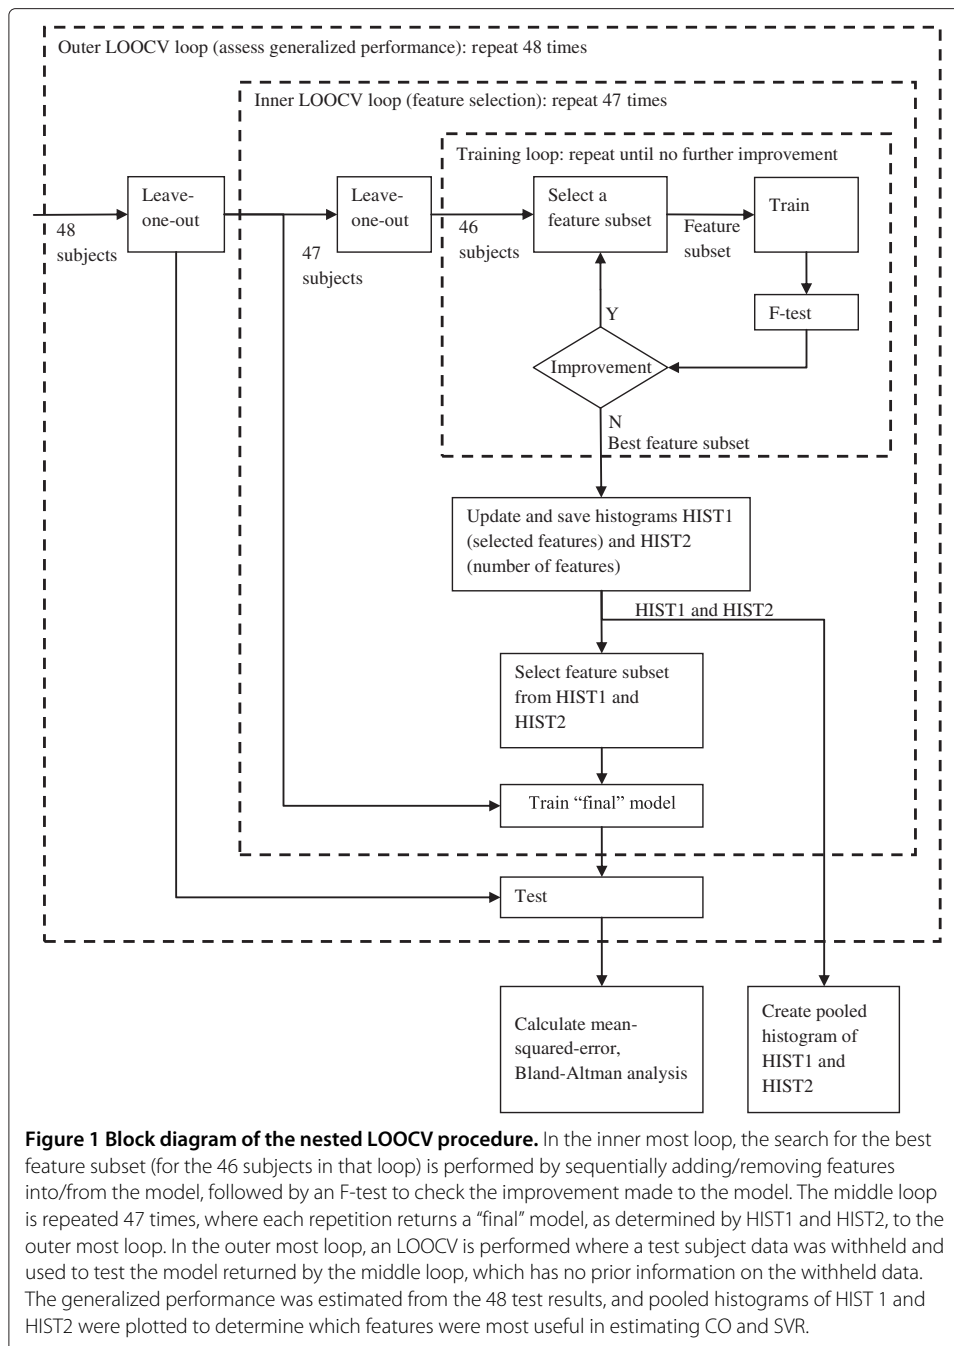 Outer LOOCV loop (assess generalized performance): repeat 48 times
Inner LOOCV loop (feature selection): repeat 47 times
Training loop: repeat until no further improvement
Leave-
one-out
Leave-
one-out
Select a
feature subset
Train
48
subjects
47
subjects
46
subjects
Feature
subset
F-test
Y
Improvement
N
Best feature subset
Update and save histograms HIST1
(selected features) and HIST2
(number of features)
HIST1 and HIST2
Select feature subset
from HIST1 and
HIST2
Train “final” model
Test
Calculate mean-
squared-error,
Bland-Altman analysis
Create pooled
histogram of
HIST1 and
HIST2
Figure 1 Block diagram of the nested LOOCV procedure. In the inner most loop, the search for the best
feature subset (for the 46 subjects in that loop) is performed by sequentially adding/removing features
into/from the model, followed by an F-test to check the improvement made to the model. The middle loop
is repeated 47 times, where each repetition returns a “final” model, as determined by HIST1 and HIST2, to the
outer most loop. In the outer most loop, an LOOCV is performed where a test subject data was withheld and
used to test the model returned by the middle loop, which has no prior information on the withheld data.
The generalized performance was estimated from the 48 test results, and pooled histograms of HIST 1 and
HIST2 were plotted to determine which features were most useful in estimating CO and SVR.